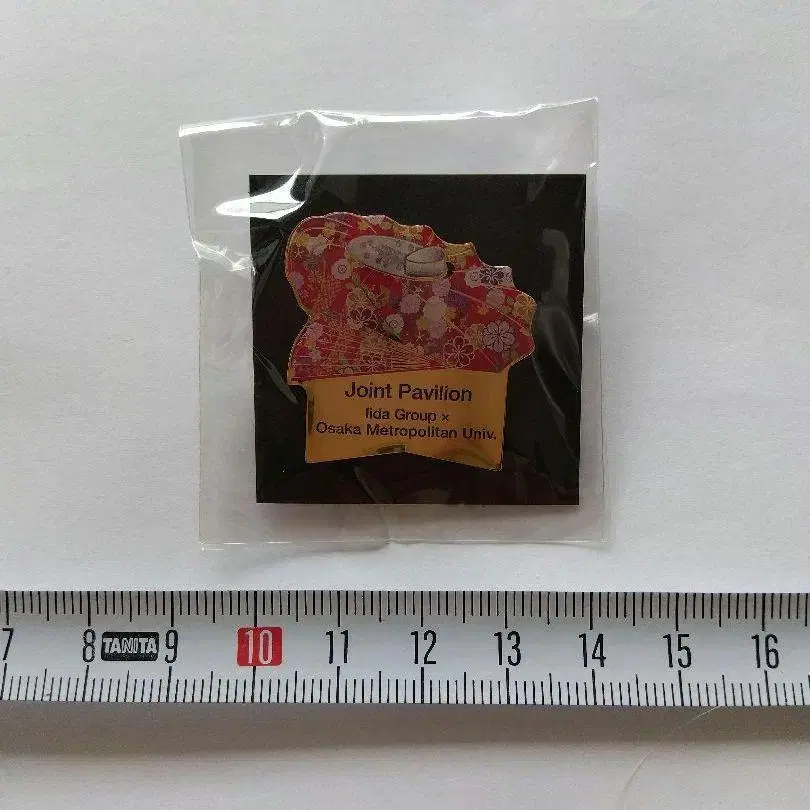 Joint Pavilion
Iida Group ×
Osaka Metropolitan Univ.
7 8 TANITA 9 10 11 12 13 14 15 16